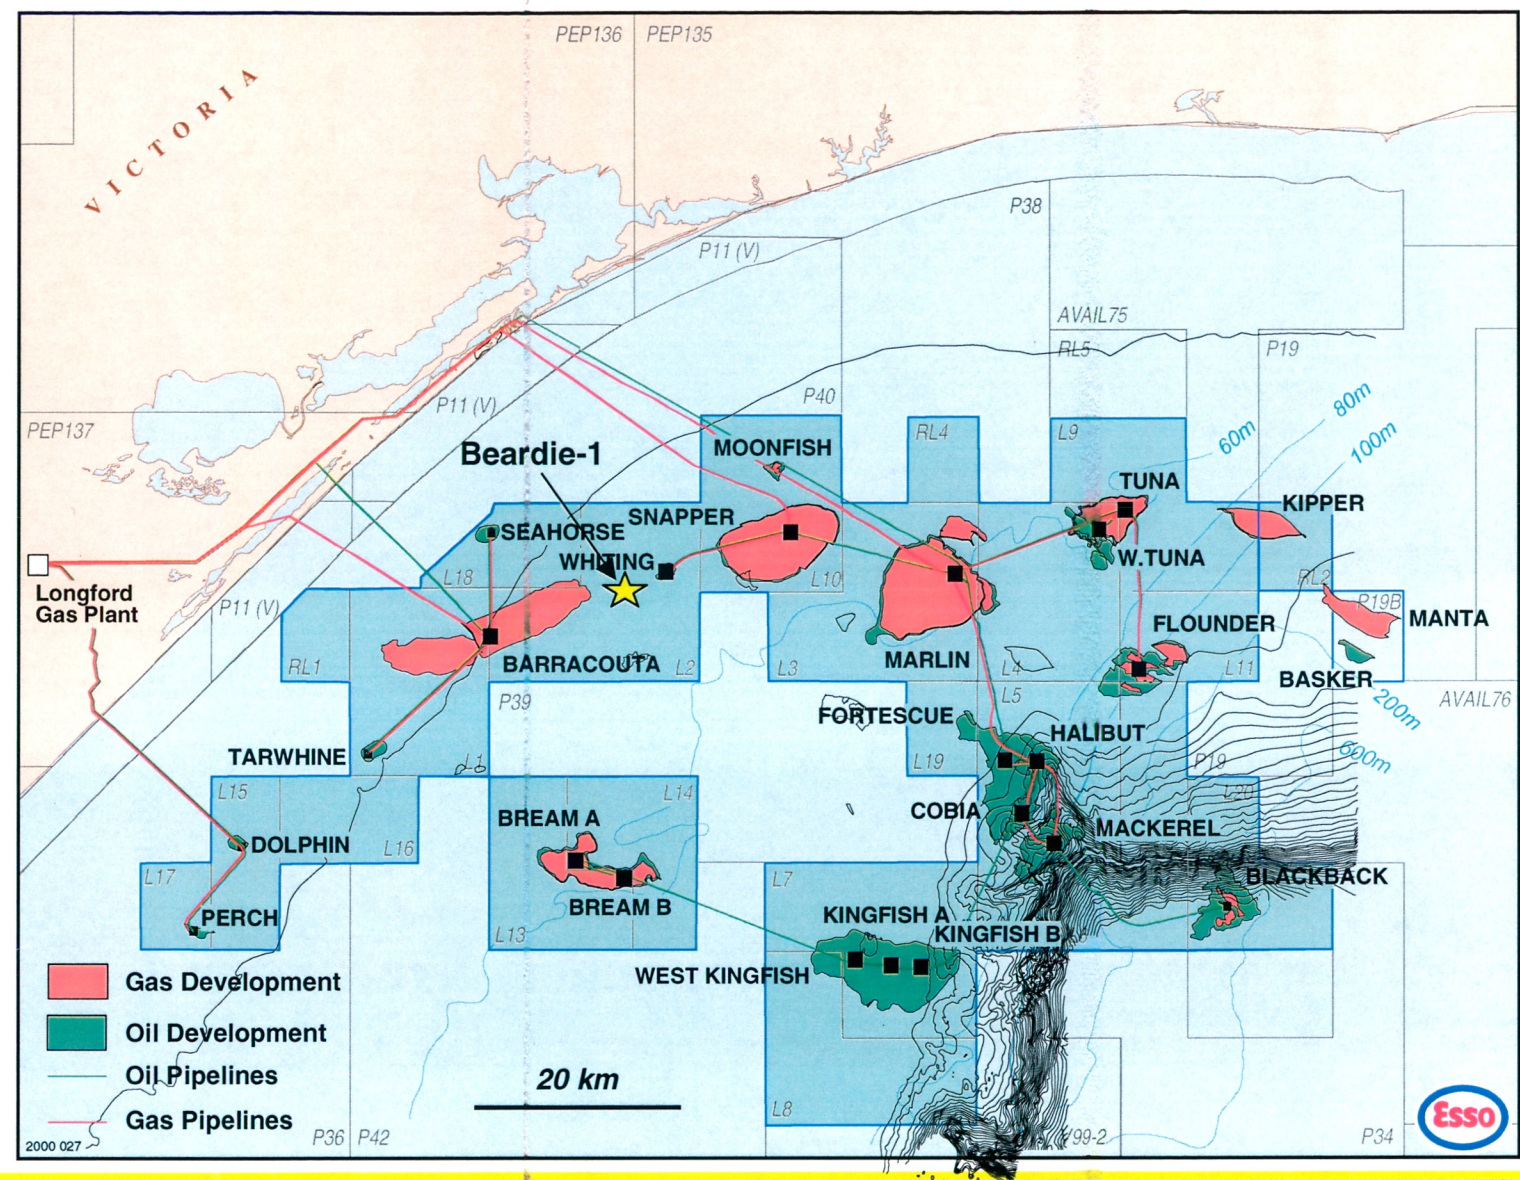 PEP136
PEP135
VICTORIA
P38
P11 (V)
AVAIL75
RL5
P19
P40
80m
P11 (V)
PEP137
RL4
L9
60m
100m
Beardie-1
MOONFISH
TUNA
KIPPER
SNAPPER
SEAHORSE
WHITING
W.TUNA
L18
L10
RL2
Longford
Gas Plant
P11 (V)
P19B
MANTA
FLOUNDER
RL1
BARRACOUTA
L2
L3
MARLIN
L4
L11
BASKER
P39
L5
AVAIL76
200m
FORTESCUE
HALIBUT
TARWHINE
L1
L19
P19
600m
L15
L14
L20
BREAM A
COBIA
MACKEREL
DOLPHIN
L16
L17
L7
BLACKBACK
PERCH
BREAM B
KINGFISH A
KINGFISH B
L13
WEST KINGFISH
Gas Development
Oil Development
Oil Pipelines
20 km
Gas Pipelines
L8
Esso
2000 027
P36
P42
V99-2
P34